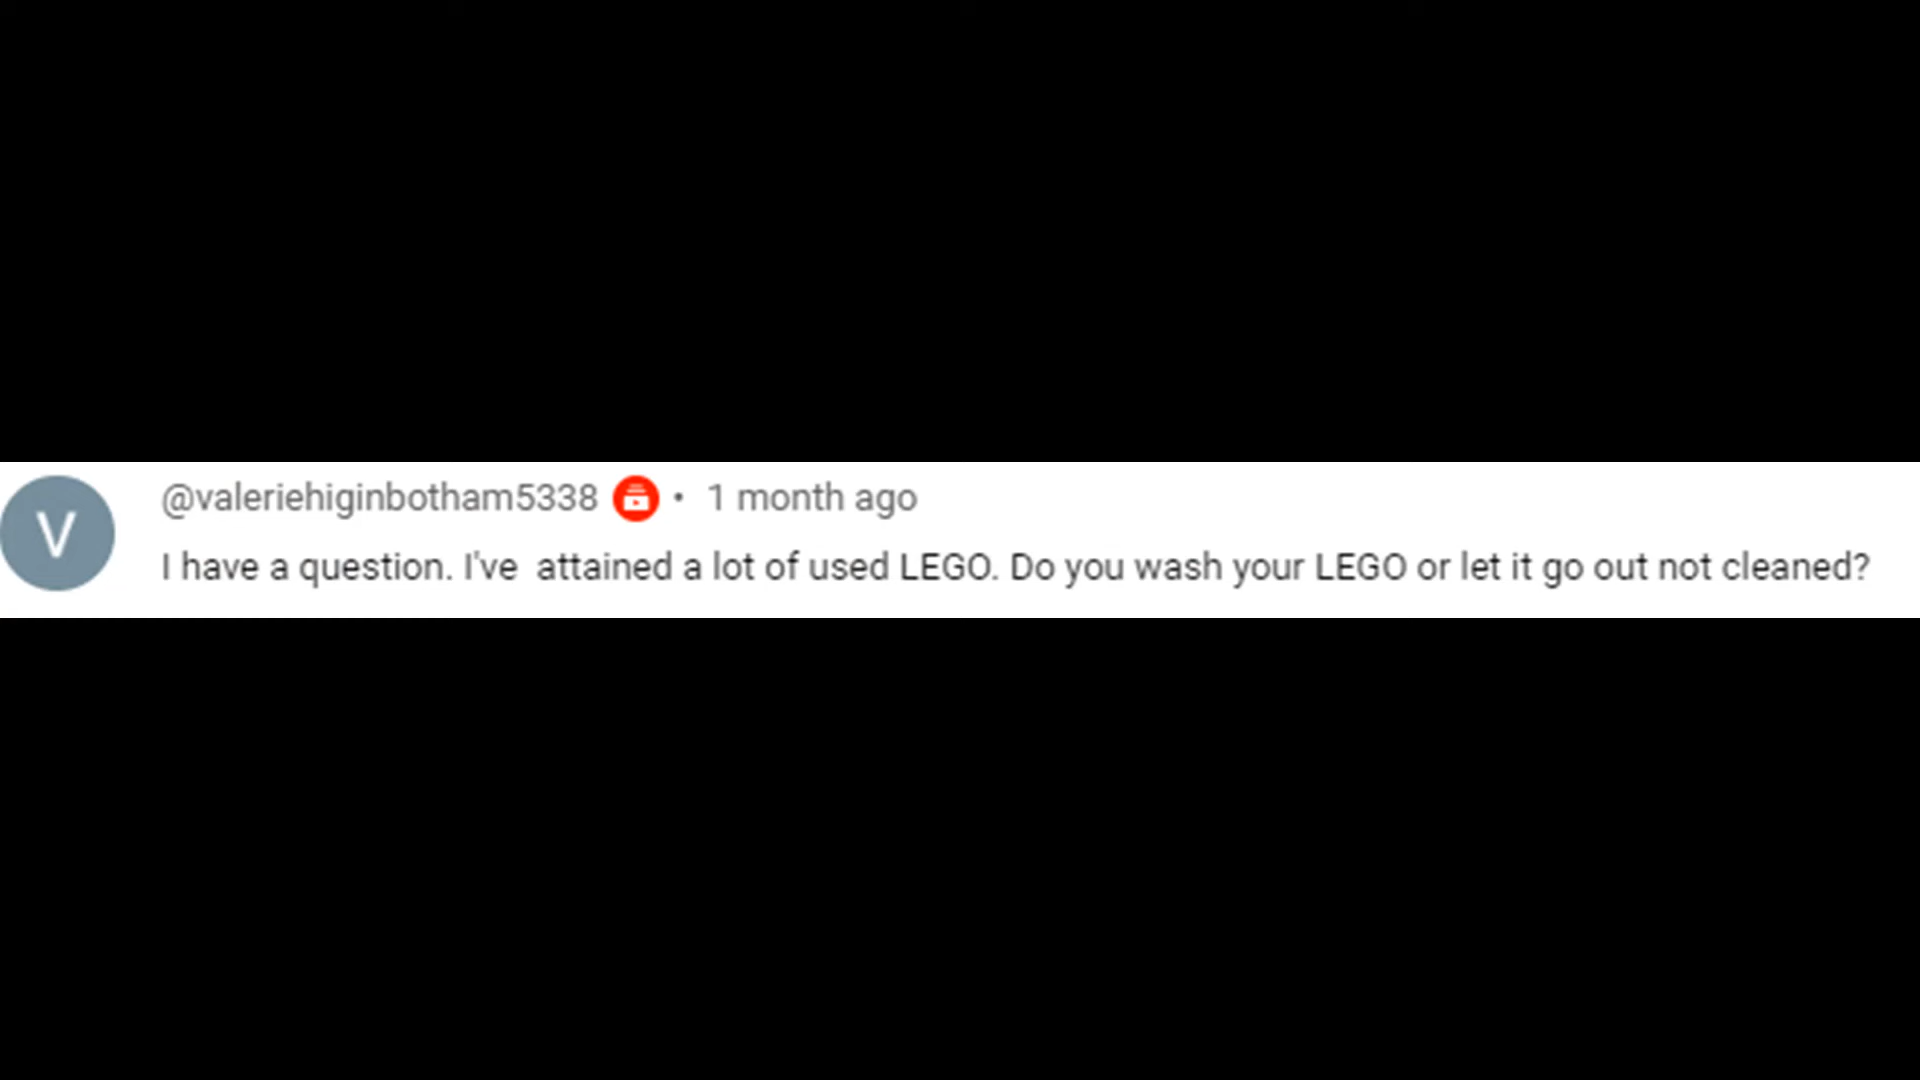 V
@valeriehiginbotham5338 • 1 month ago
I have a question. I've  attained a lot of used LEGO. Do you wash your LEGO or let it go out not cleaned?